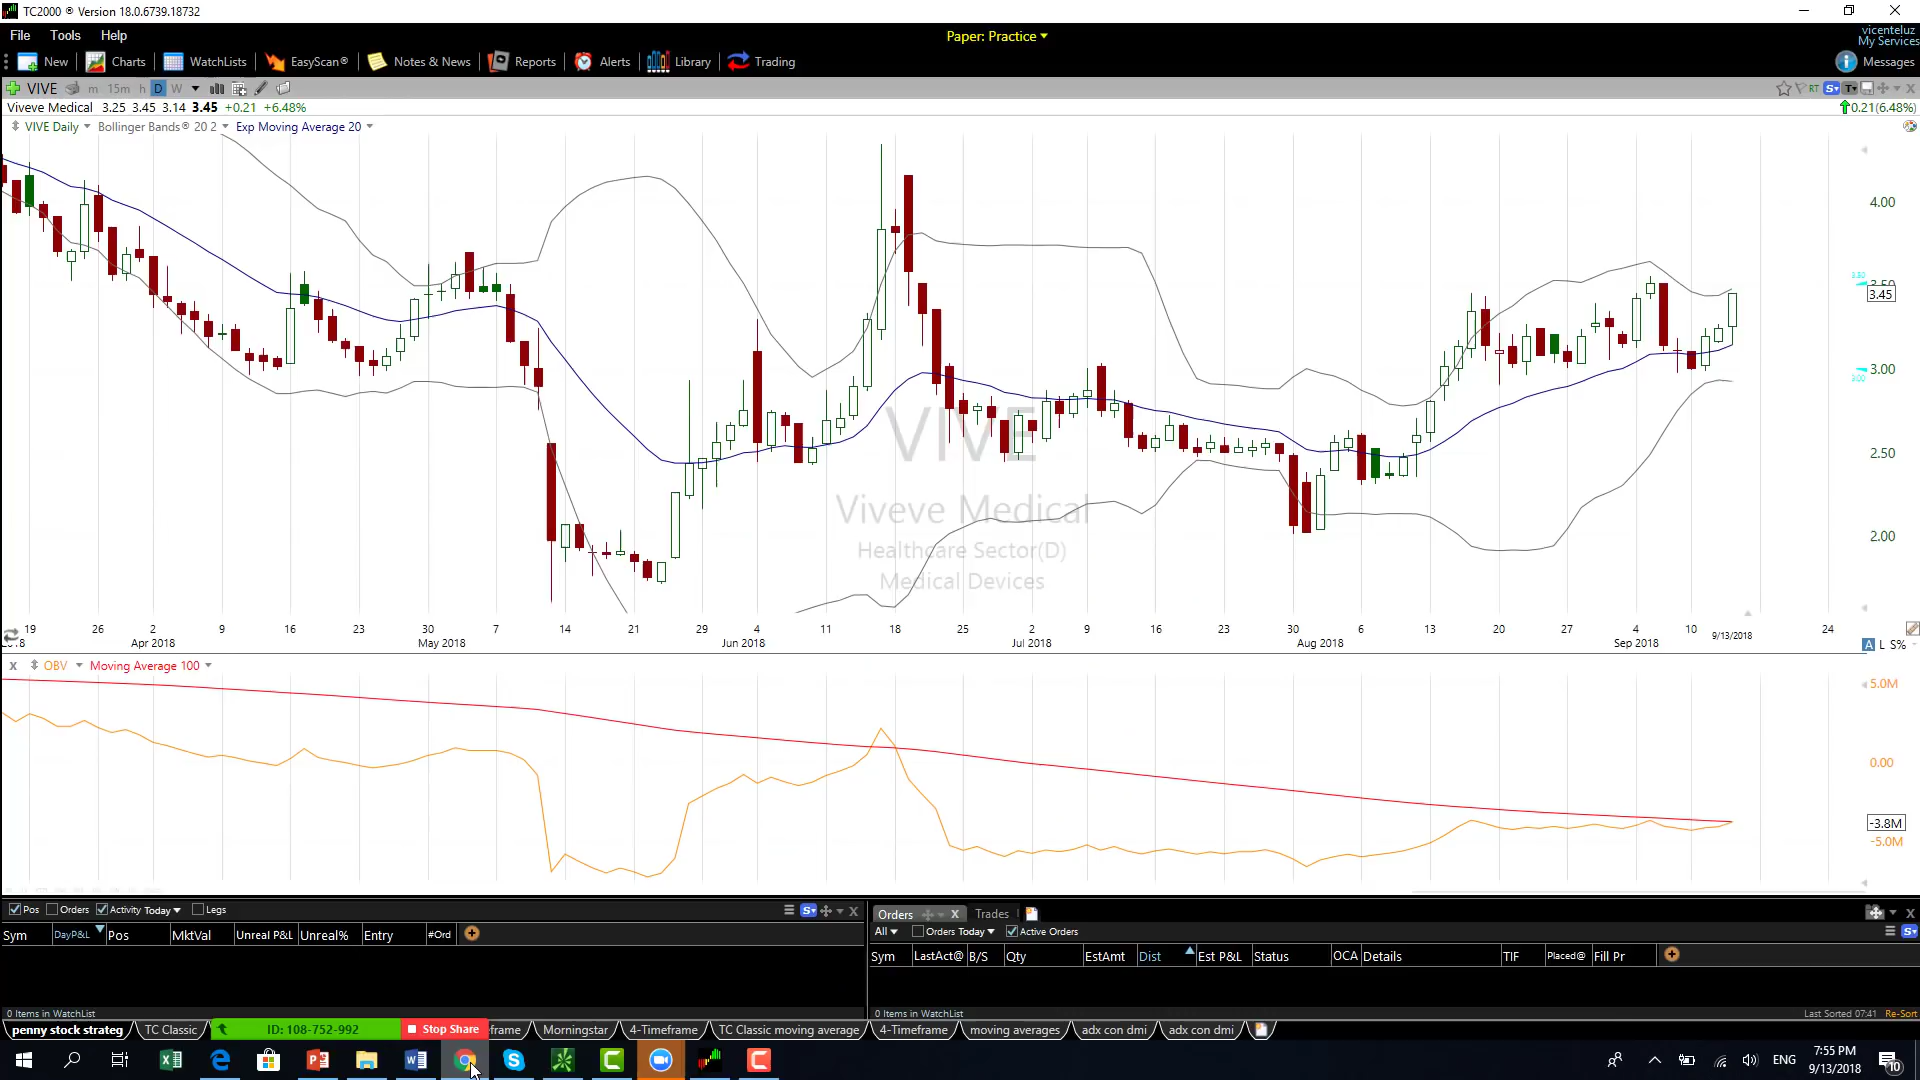 TC2000 ® Version 18.0.6739.18732
File Tools Help
Paper: Practice
vicenteluz
My Services
New Charts WatchLists EasyScan® Notes & News Reports Alerts Library Trading Messages
VIVE m 15m h D W RT S T
Viveve Medical 3.25 3.45 3.14 3.45 +0.21 +6.48% 0.21(6.48%)
VIVE Daily Bollinger Bands® 20 2 Exp Moving Average 20
4.00
3.50
3.50
3.45
3.00
3.00
2.50
2.00
VIVE
Viveve Medical
Healthcare Sector(D)
Medical Devices
19 26 2 9 16 23 30 7 14 21 29 4 11 18 25 2 9 16 23 30 6 13 20 27 4 10 9/13/2018 24
Apr 2018 May 2018 Jun 2018 Jul 2018 Aug 2018 Sep 2018 A L S%
X OBV Moving Average 100
5.0M
0.00
-3.8M
-5.0M
Pos Orders Activity Today Legs S
Sym DayP&L Pos MktVal Unreal P&L Unreal% Entry #Ord
0 Items in WatchList
Orders X Trades
All Orders Today Active Orders S
Sym LastAct@ B/S Qty EstAmt Dist Est P&L Status OCA Details TIF Placed@ Fill Pr
0 Items in WatchList Last Sorted 07:41 Re-Sort
penny stock strateg TC Classic ID: 108-752-992 Stop Share eframe Morningstar 4-Timeframe TC Classic moving average 4-Timeframe moving averages adx con dmi adx con dmi
ENG 7:55 PM
9/13/2018 10